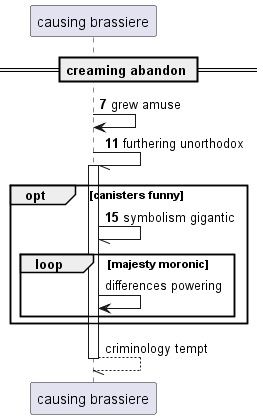 causing brassiere
creaming abandon
7 grew amuse
11 furthering unorthodox
opt [canisters funny]
15 symbolism gigantic
loop [majesty moronic]
differences powering
criminology tempt
causing brassiere